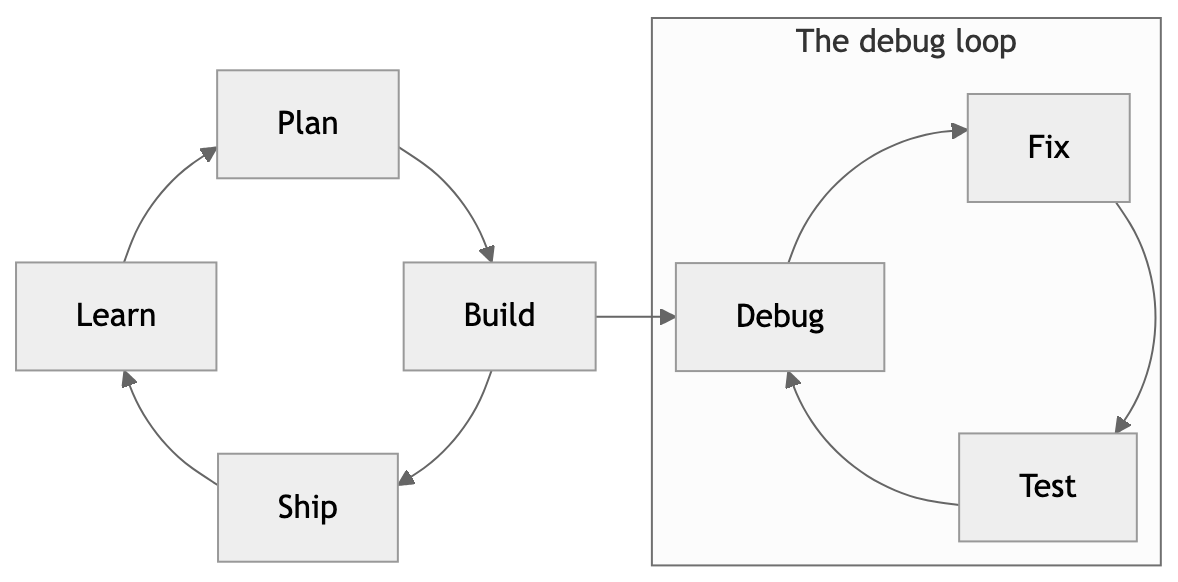 The debug loop
Plan
Fix
Learn
Build
Debug
Ship
Test